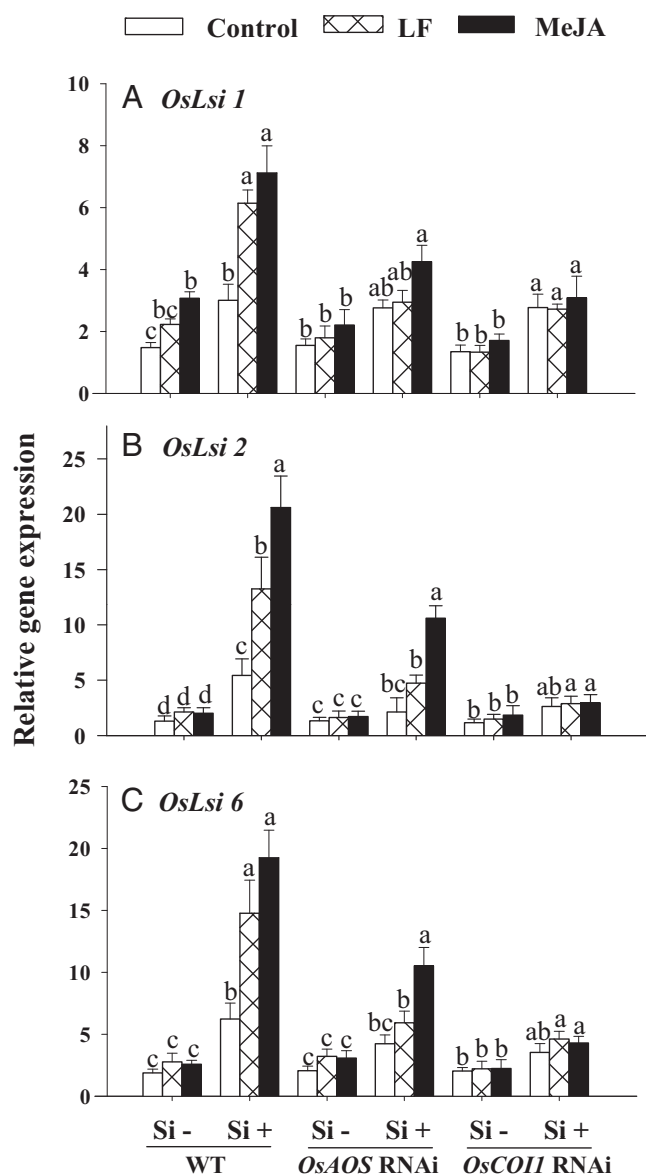 Control LF MeJA
Relative gene expression
A OsLsi 1
10
8
6
4
2
0
c bc b b a a b b b ab ab a b b b a a a
B OsLsi 2
25
20
15
10
5
0
d d d c b a c c c bc b a b b b ab a a
C OsLsi 6
25
20
15
10
5
0
c c c b a a c c c bc b a b b b ab a a
Si - Si + Si - Si + Si - Si +
WT OsAOS RNAi OsCOI1 RNAi